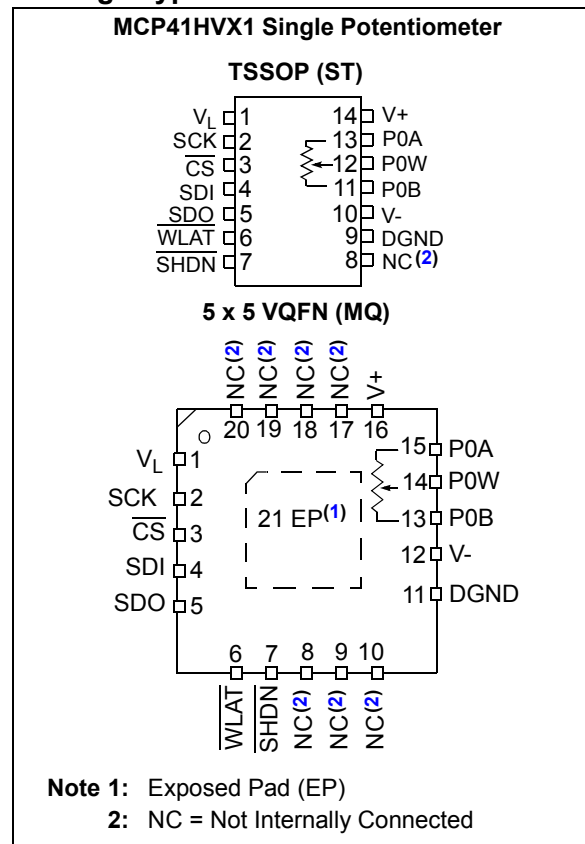 MCP41HVX1 Single Potentiometer
TSSOP (ST)
VL 1 14 V+
SCK 2 13 P0A
CS 3 12 P0W
SDI 4 11 P0B
SDO 5 10 V-
WLAT 6 9 DGND
SHDN 7 8 NC(2)
5 x 5 VQFN (MQ)
NC(2) NC(2) NC(2) NC(2) V+
20 19 18 17 16
VL 1 15 P0A
SCK 2 14 P0W
CS 3 21 EP(1) 13 P0B
SDI 4 12 V-
SDO 5 11 DGND
6 7 8 9 10
WLAT SHDN NC(2) NC(2) NC(2)
Note 1: Exposed Pad (EP)
2: NC = Not Internally Connected